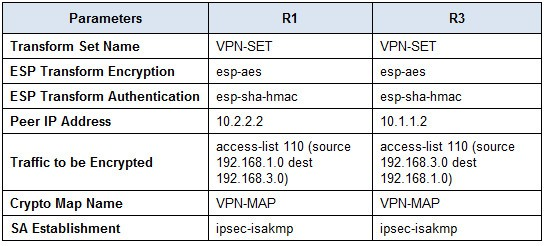 Parameters R1 R3
Transform Set Name VPN-SET VPN-SET
ESP Transform Encryption esp-aes esp-aes
ESP Transform Authentication esp-sha-hmac esp-sha-hmac
Peer IP Address 10.2.2.2 10.1.1.2
Traffic to be Encrypted
access-list 110 (source
192.168.1.0 dest
192.168.3.0)
access-list 110 (source
192.168.3.0 dest
192.168.1.0)
Crypto Map Name VPN-MAP VPN-MAP
SA Establishment ipsec-isakmp ipsec-isakmp